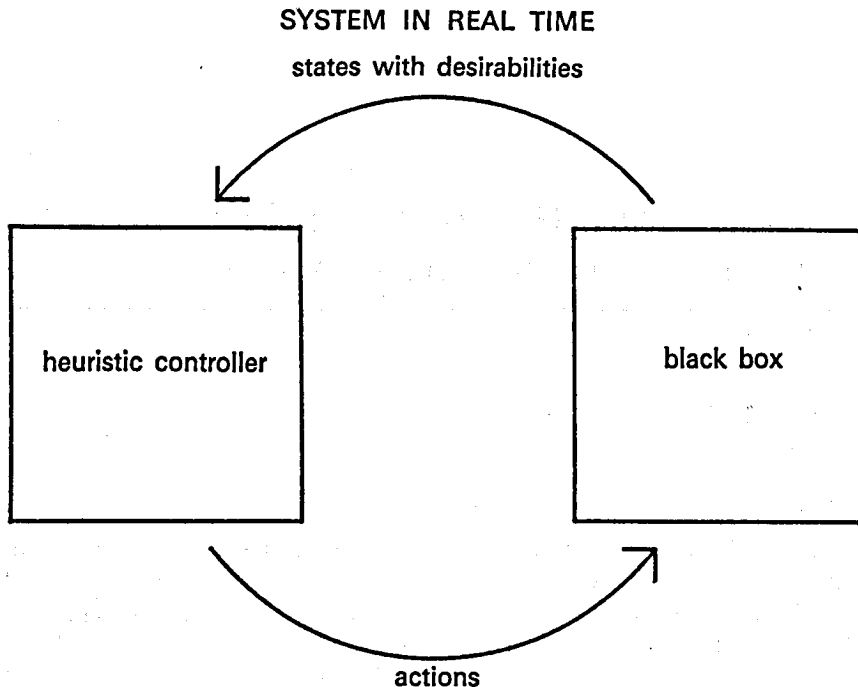 SYSTEM IN REAL TIME
states with desirabilities
heuristic controller
black box
actions